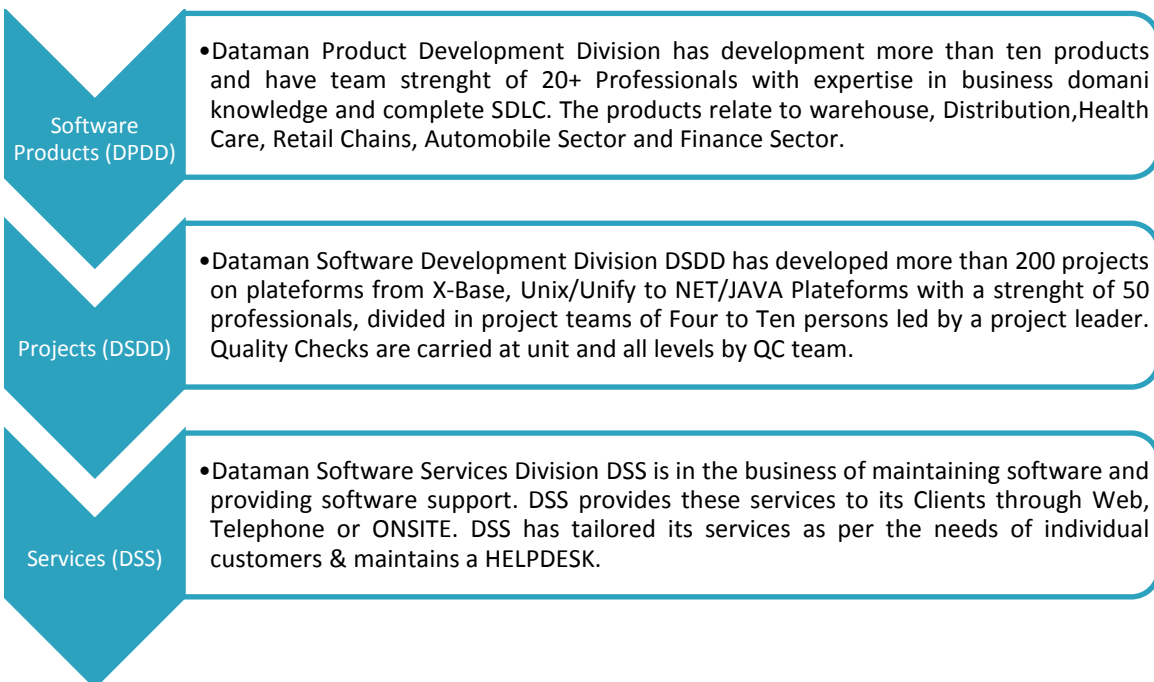 Software
Products (DPDD)
•Dataman Product Development Division has development more than ten products
and have team strenght of 20+ Professionals with expertise in business domani
knowledge and complete SDLC. The products relate to warehouse, Distribution,Health
Care, Retail Chains, Automobile Sector and Finance Sector.
Projects (DSDD)
•Dataman Software Development Division DSDD has developed more than 200 projects
on plateforms from X-Base, Unix/Unify to NET/JAVA Plateforms with a strenght of 50
professionals, divided in project teams of Four to Ten persons led by a project leader.
Quality Checks are carried at unit and all levels by QC team.
Services (DSS)
•Dataman Software Services Division DSS is in the business of maintaining software and
providing software support. DSS provides these services to its Clients through Web,
Telephone or ONSITE. DSS has tailored its services as per the needs of individual
customers & maintains a HELPDESK.